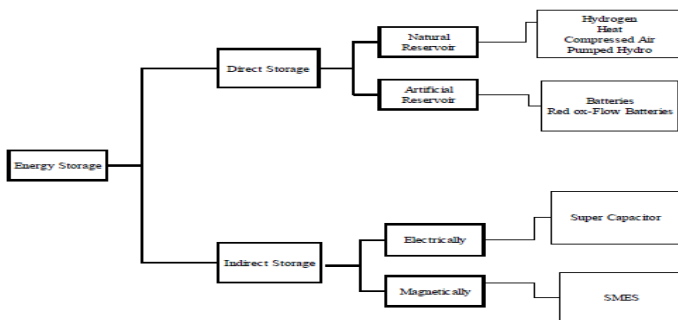 Energy Storage
Direct Storage
Natural
Reservoir
Hydrogen
Heat
Compressed Air
Pumped Hydro
Artificial
Reservoir
Batteries
Red ox-Flow Batteries
Indirect Storage
Electrically
Super Capacitor
Magnetically
SMES